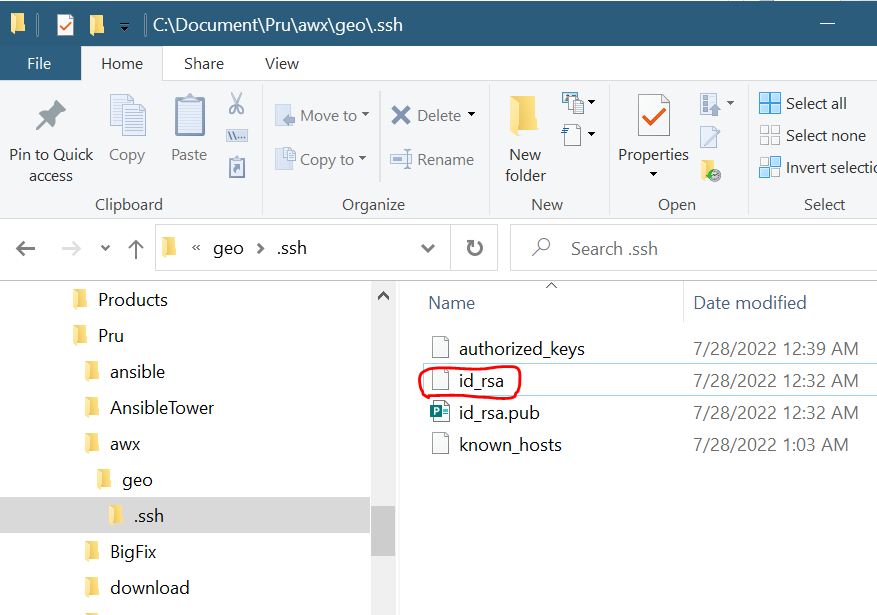 C:\Document\Pru\awx\geo\.ssh
File Home Share View
Pin to Quick access
Copy
Paste
Move to
Copy to
Delete
Rename
New folder
Properties
Select all
Select none
Invert selectio
Clipboard Organize New Open Select
« geo > .ssh
Search .ssh
Products
Pru
ansible
AnsibleTower
awx
geo
.ssh
BigFix
download
Name Date modified
authorized_keys 7/28/2022 12:39 AM
id_rsa 7/28/2022 12:32 AM
id_rsa.pub 7/28/2022 12:32 AM
known_hosts 7/28/2022 1:03 AM